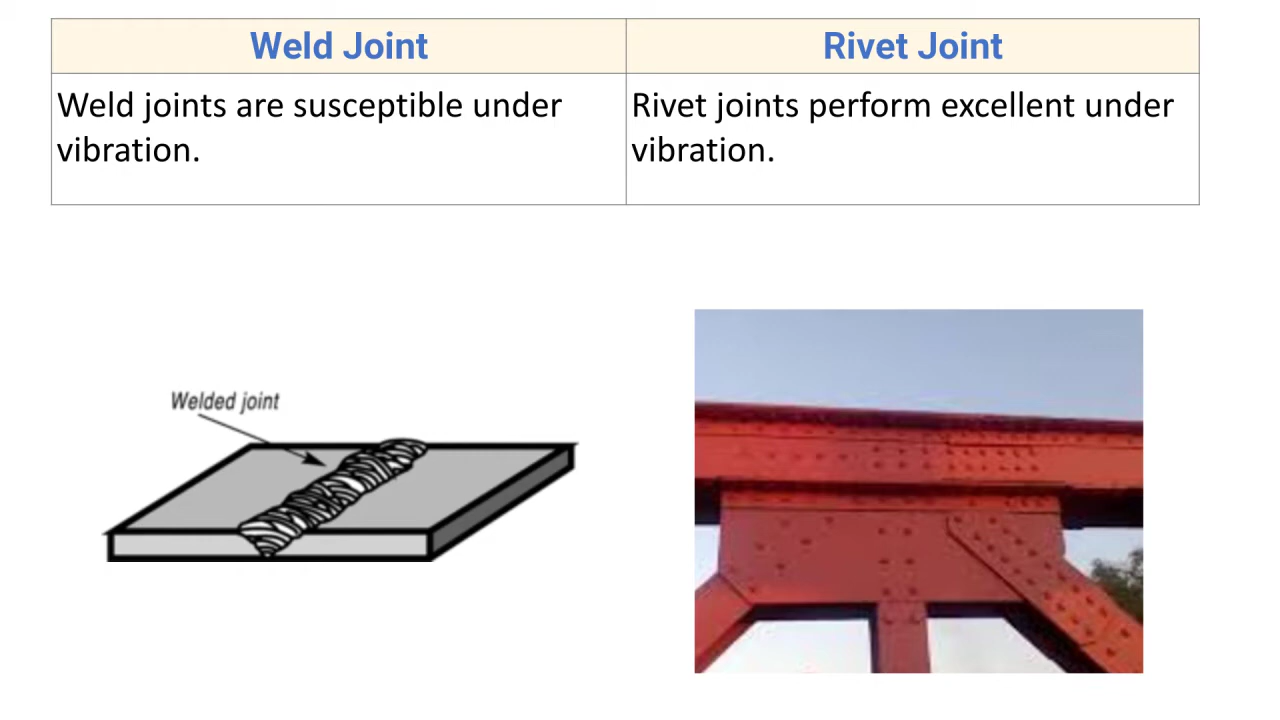 Weld Joint
Rivet Joint
Weld joints are susceptible under
vibration.
Rivet joints perform excellent under
vibration.
Welded joint